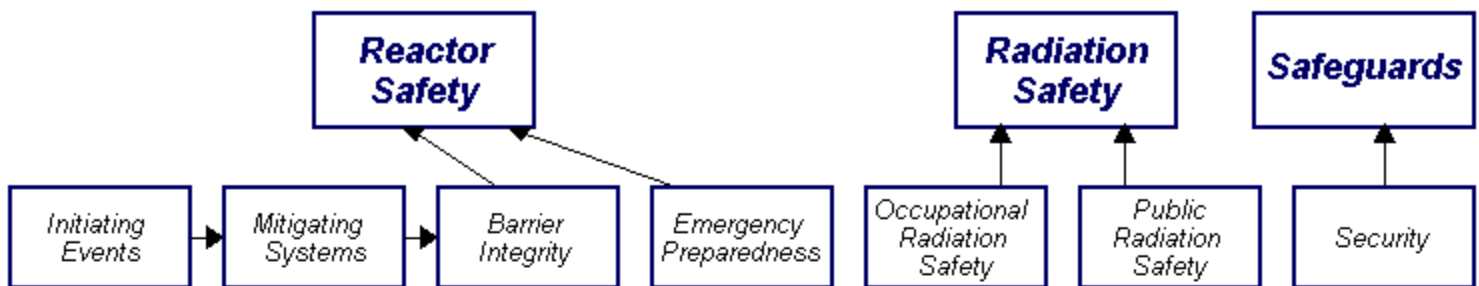 Reactor
Safety
Radiation
Safety
Safeguards
Initiating
Events
Mitigating
Systems
Barrier
Integrity
Emergency
Preparedness
Occupational
Radiation
Safety
Public
Radiation
Safety
Security